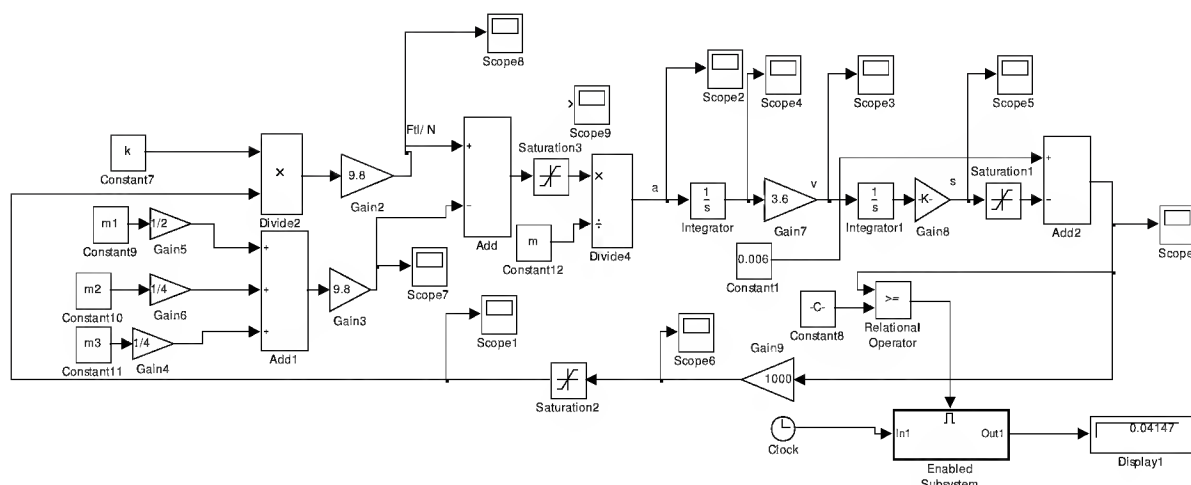 Scope8
Scope2
Scope4
Scope3
Scope5
Scope9
Ftl/ N
k
Constant7
×
Divide2
9.8
Gain2
+
−
Add
Saturation3
×
÷
Divide4
a
1
s
Integrator
3.6
Gain7
v
1
s
Integrator1
-K-
Gain8
s
Saturation1
+
−
Add2
Scope
m1
Constant9
1/2
Gain5
m2
Constant10
1/4
Gain6
m3
Constant11
1/4
Gain4
+
+
+
Add1
9.8
Gain3
Scope7
m
Constant12
0.006
Constant1
-C-
Constant8
>=
Relational
Operator
Scope1
Scope6
Gain9
1000
Saturation2
Clock
In1
Out1
Enabled
Subsystem
0.04147
Display1